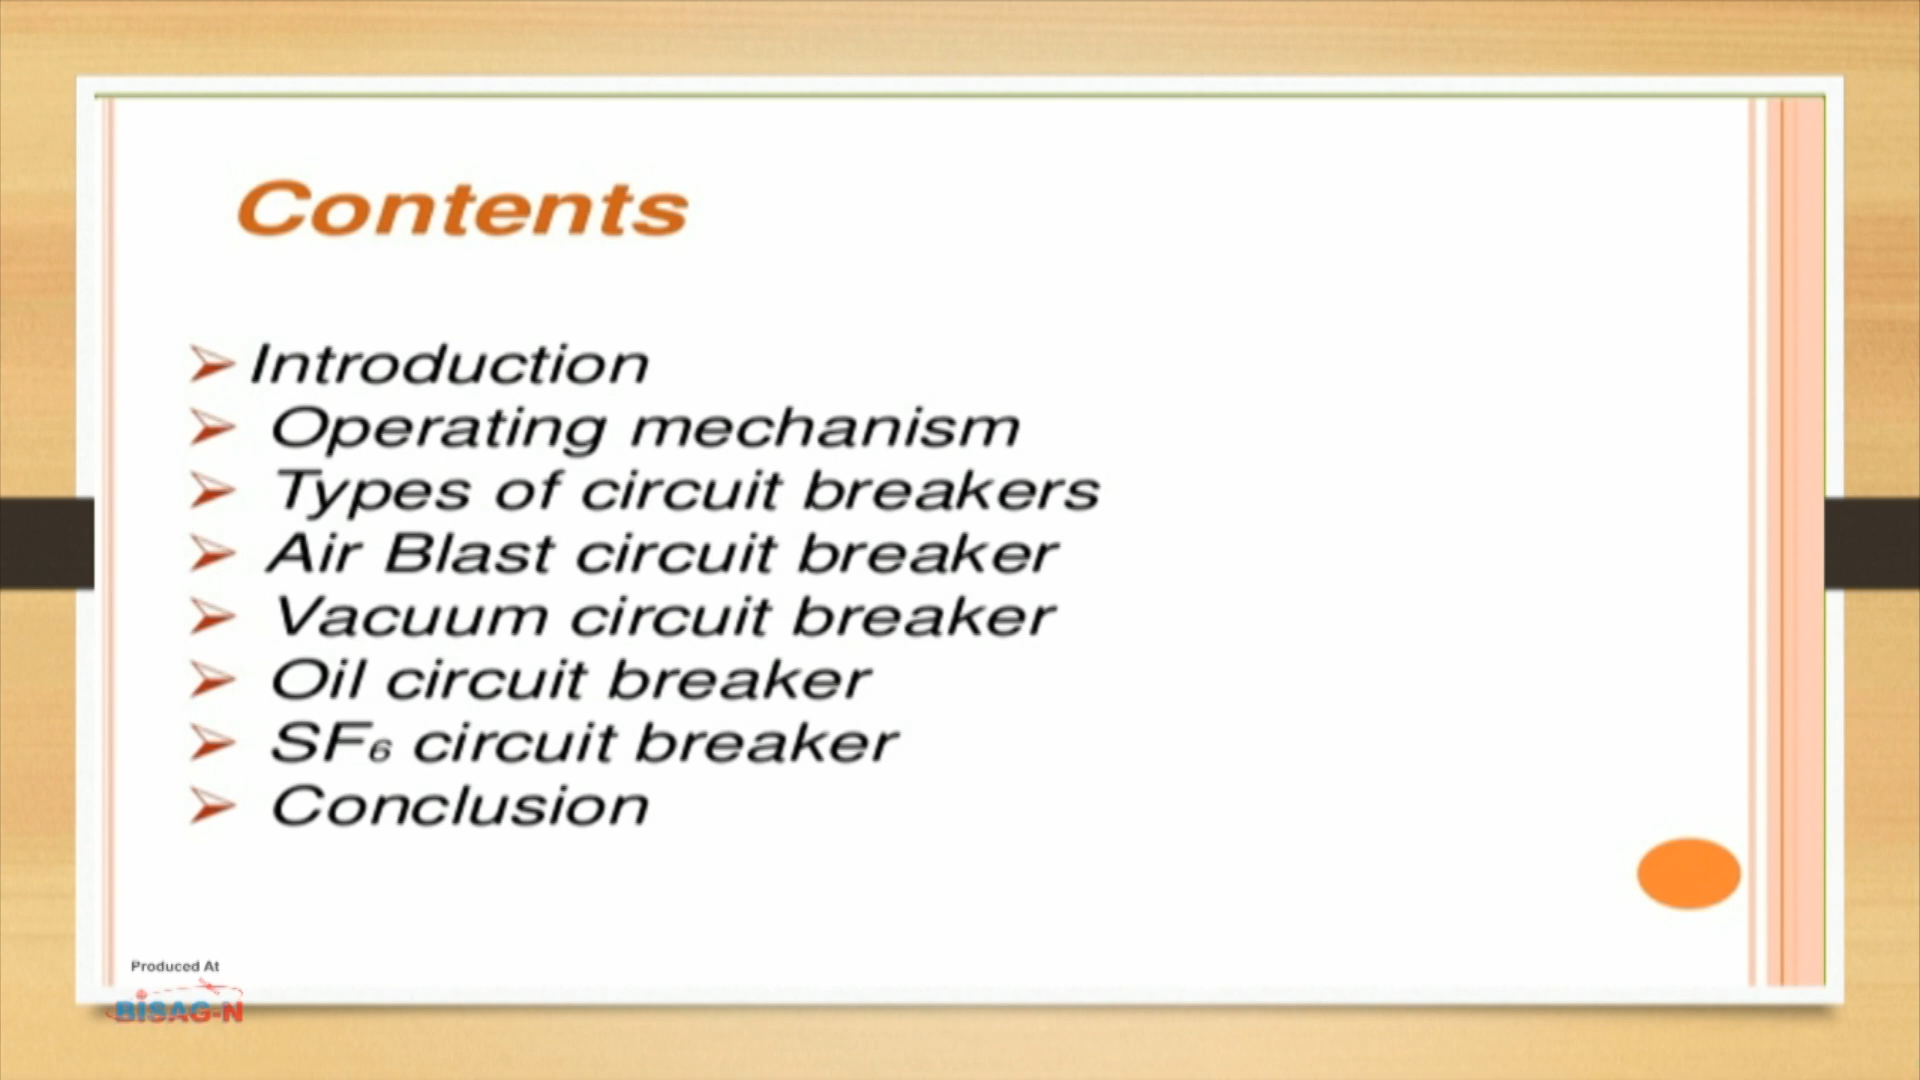 Contents
Introduction
Operating mechanism
Types of circuit breakers
Air Blast circuit breaker
Vacuum circuit breaker
Oil circuit breaker
SF₆ circuit breaker
Conclusion
Produced At
BISAG-N